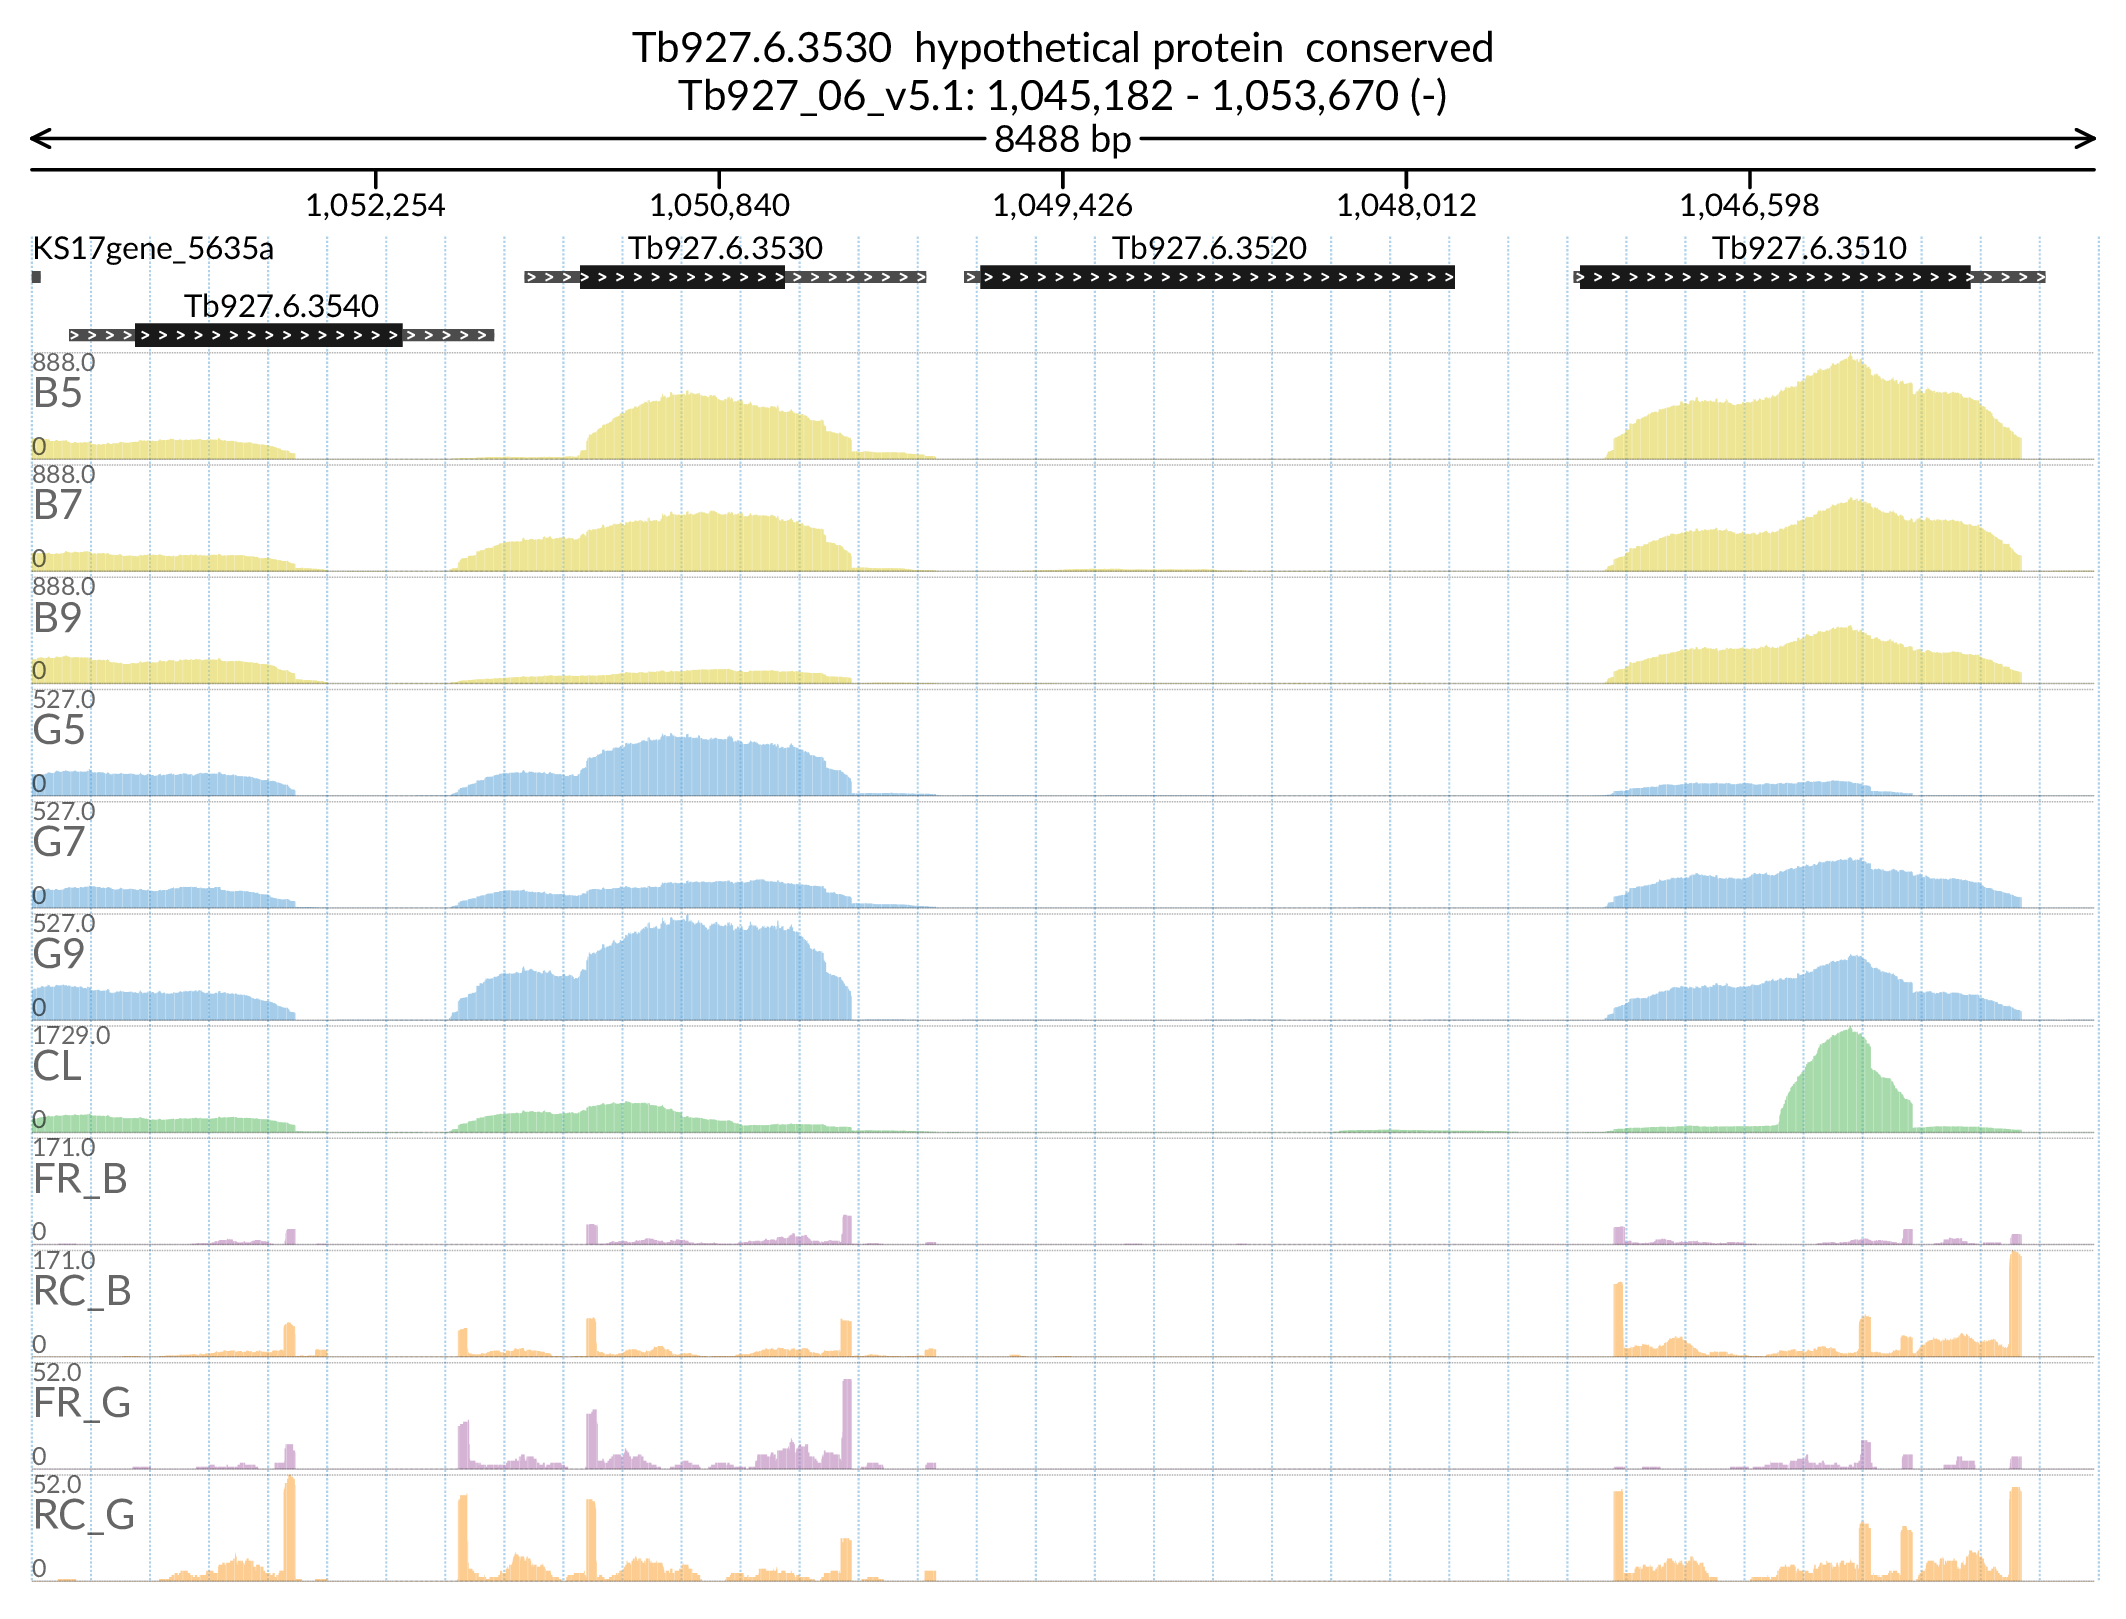 Tb927.6.3530  hypothetical protein  conserved
Tb927_06_v5.1: 1,045,182 - 1,053,670 (-)
8488 bp
1,052,254 1,050,840 1,049,426 1,048,012 1,046,598
KS17gene_5635a Tb927.6.3530 Tb927.6.3520 Tb927.6.3510
Tb927.6.3540
888.0
B5
0
888.0
B7
0
888.0
B9
0
527.0
G5
0
527.0
G7
0
527.0
G9
0
1729.0
CL
0
171.0
FR_B
0
171.0
RC_B
0
52.0
FR_G
0
52.0
RC_G
0